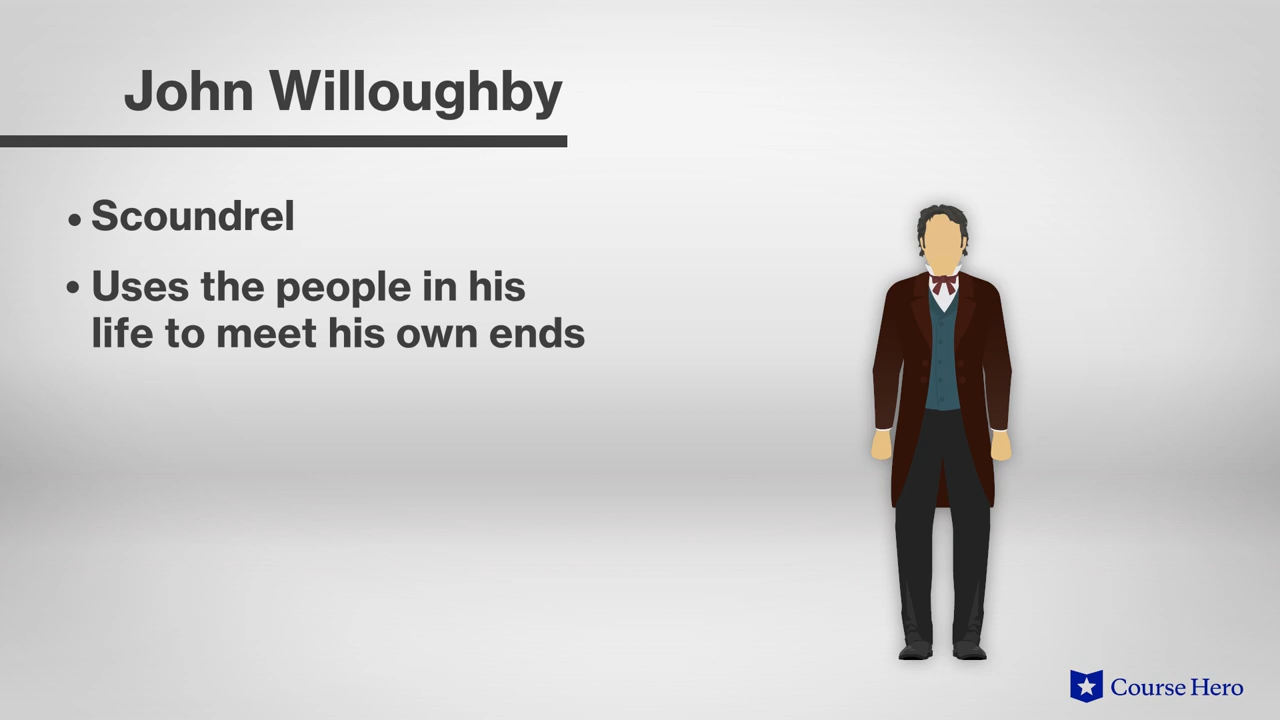 John Willoughby
• Scoundrel
• Uses the people in his
life to meet his own ends
Course Hero